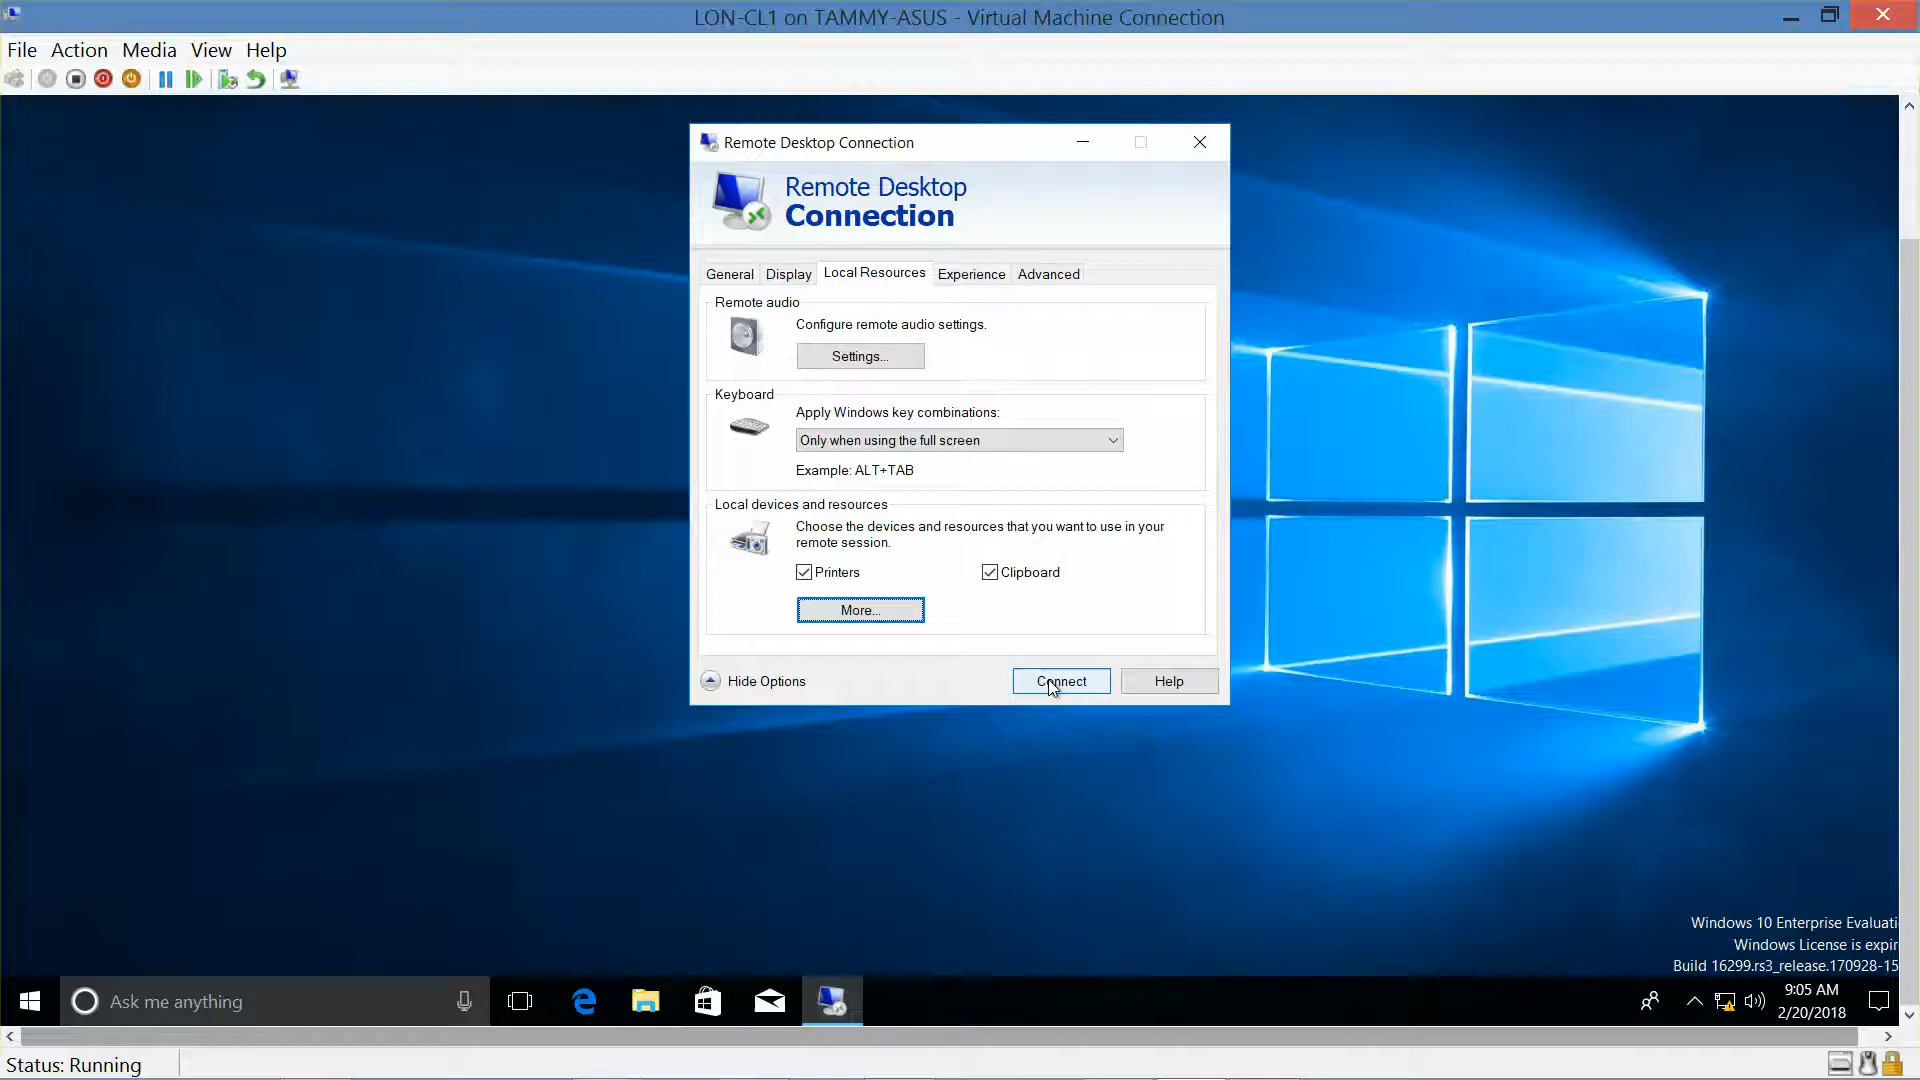 LON-CL1 on TAMMY-ASUS - Virtual Machine Connection
File Action Media View Help
Remote Desktop Connection
Remote Desktop
Connection
General Display Local Resources Experience Advanced
Remote audio
Configure remote audio settings.
Settings...
Keyboard
Apply Windows key combinations:
Only when using the full screen
Example: ALT+TAB
Local devices and resources
Choose the devices and resources that you want to use in your
remote session.
Printers Clipboard
More...
Hide Options Connect Help
Windows 10 Enterprise Evaluati
Windows License is expir
Build 16299.rs3_release.170928-15
Ask me anything
9:05 AM
2/20/2018
Status: Running